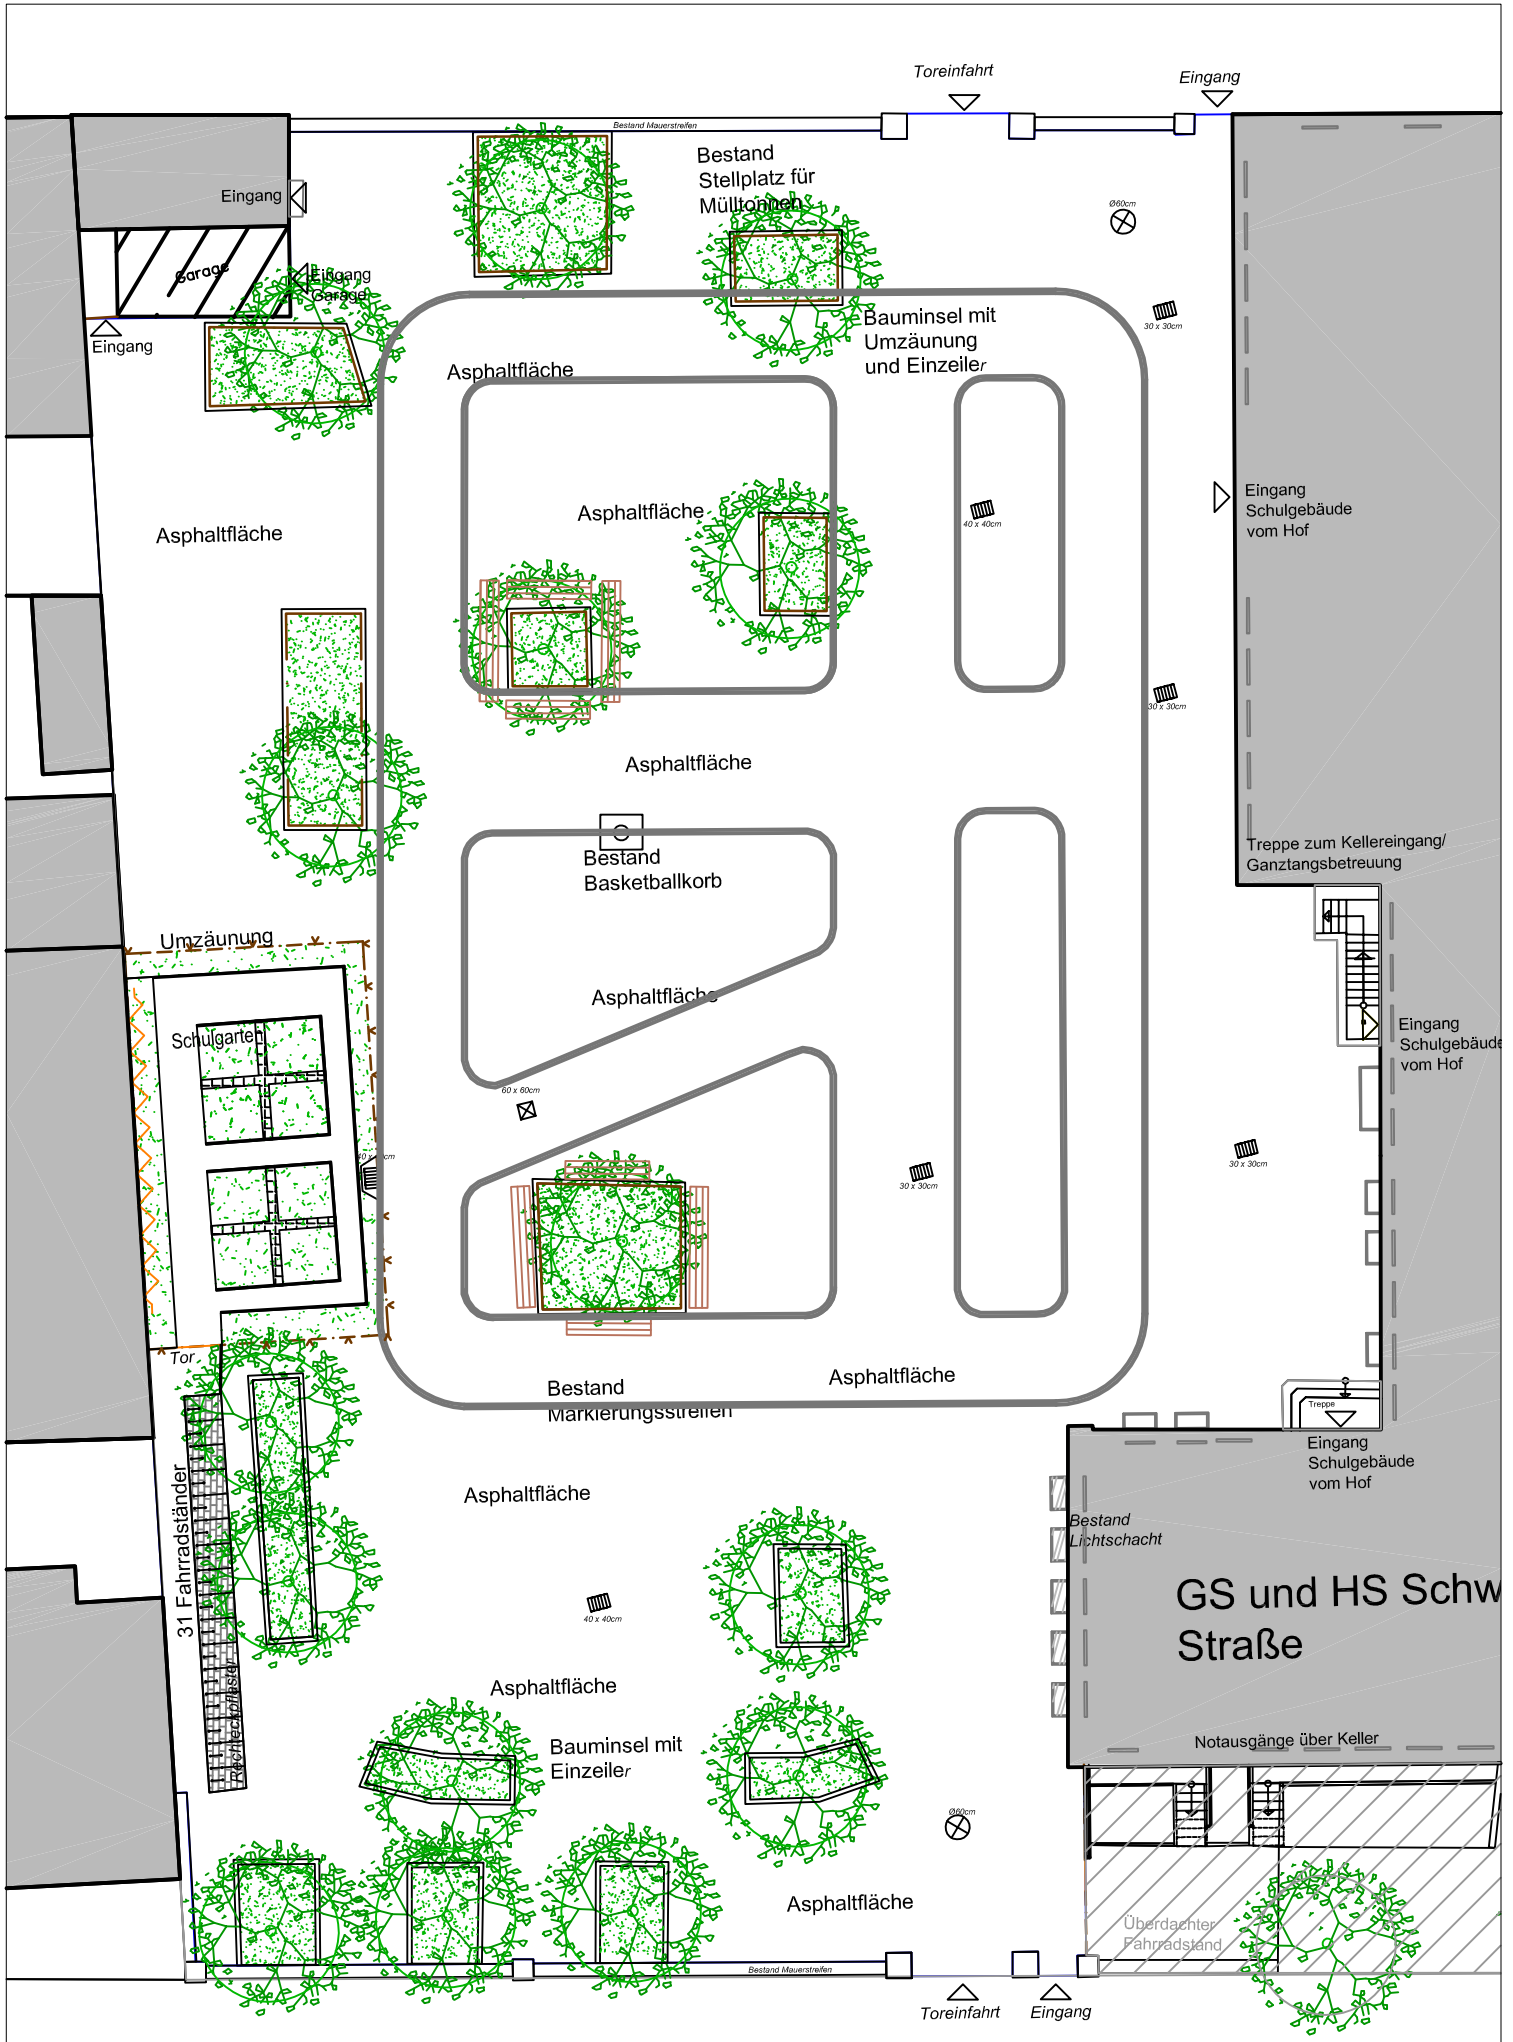 Toreinfahrt
Eingang
Bestand Mauerstreifen
Bestand
Stellplatz für
Mülltonnen
Eingang
Ø60cm
Garage
Eingang
Garage
Eingang
Bauminsel mit
Umzäunung
und Einzeiler
30 x 30cm
Asphaltfläche
Asphaltfläche
Asphaltfläche
40 x 40cm
Eingang
Schulgebäude
vom Hof
30 x 30cm
Asphaltfläche
Bestand
Basketballkorb
Treppe zum Kellereingang/
Ganztangsbetreuung
Umzäunung
Asphaltfläche
Schulgarten
Eingang
Schulgebäude
vom Hof
60 x 60cm
30 x 30cm
30 x 30cm
Tor
Bestand
Markierungsstreifen
Asphaltfläche
Treppe
Eingang
Schulgebäude
vom Hof
31 Fahrradständer
Rechteckpflaster
Asphaltfläche
Bestand
Lichtschacht
GS und HS Schw
Straße
40 x 40cm
Asphaltfläche
Bauminsel mit
Einzeiler
Notausgänge über Keller
Ø60cm
Asphaltfläche
Überdachter
Fahrradstand
Bestand Mauerstreifen
Toreinfahrt
Eingang